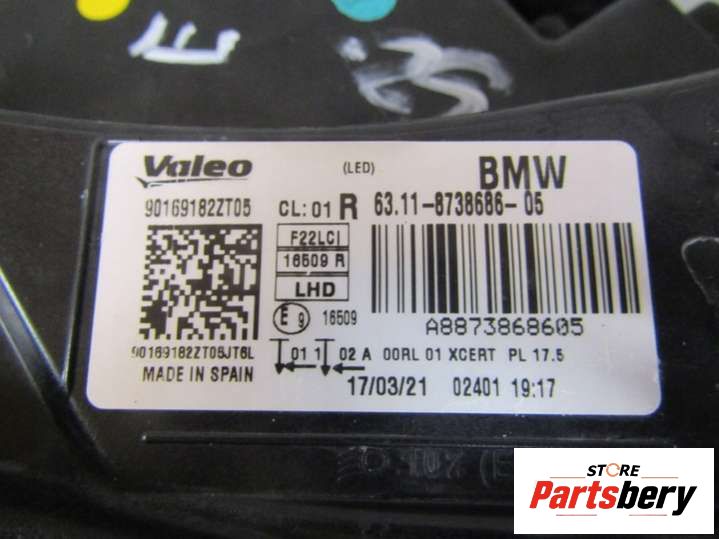 Valeo (LED) BMW
90169182ZT05 CL: 01 R 63.11-8738686-05
F22LCI
16509 R
LHD
E 9 16509
A8873868605
90169182ZT05JT6L
01 1 02 A 00RL 01 XCERT PL 17.5
MADE IN SPAIN 17/03/21 02401 19:17
STORE
Partsbery